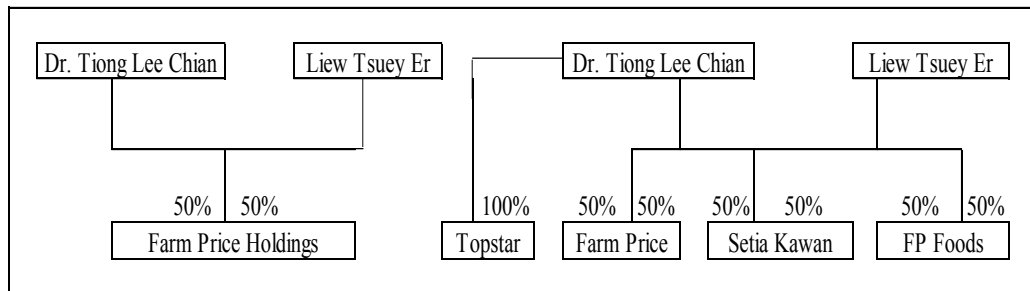 Dr. Tiong Lee Chian Liew Tsuey Er Dr. Tiong Lee Chian Liew Tsuey Er
50% 50% 100% 50% 50% 50% 50% 50% 50%
Farm Price Holdings Topstar Farm Price Setia Kawan FP Foods